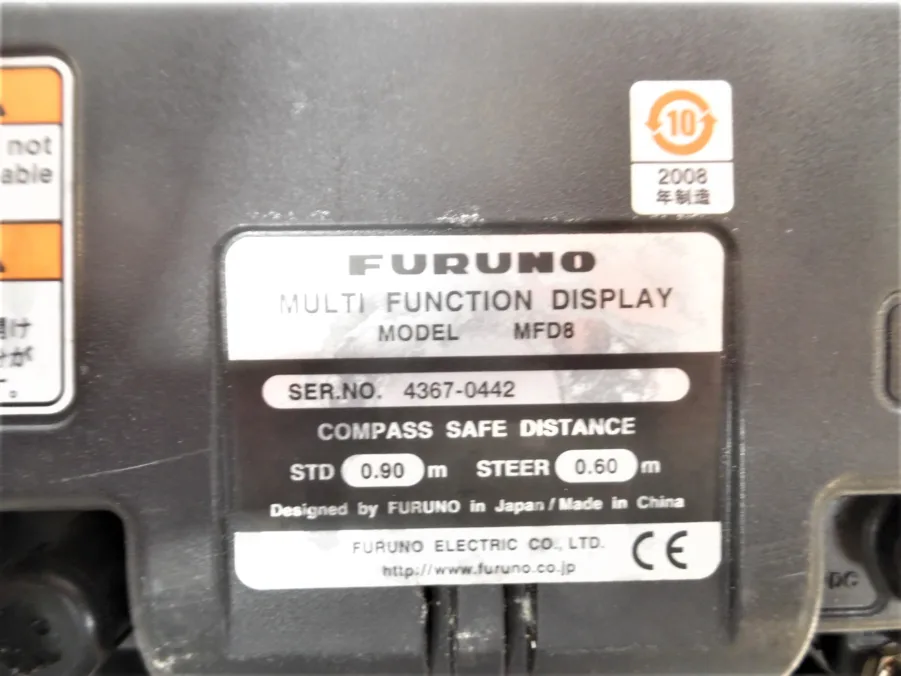 not
able
け
が
。
10
2008
年制造
FURUNO
MULTI FUNCTION DISPLAY
MODEL MFD8
SER.NO. 4367-0442
COMPASS SAFE DISTANCE
STD 0.90 m STEER 0.60 m
Designed by FURUNO in Japan / Made in China
FURUNO ELECTRIC CO., LTD.
http://www.furuno.co.jp
CE
DC